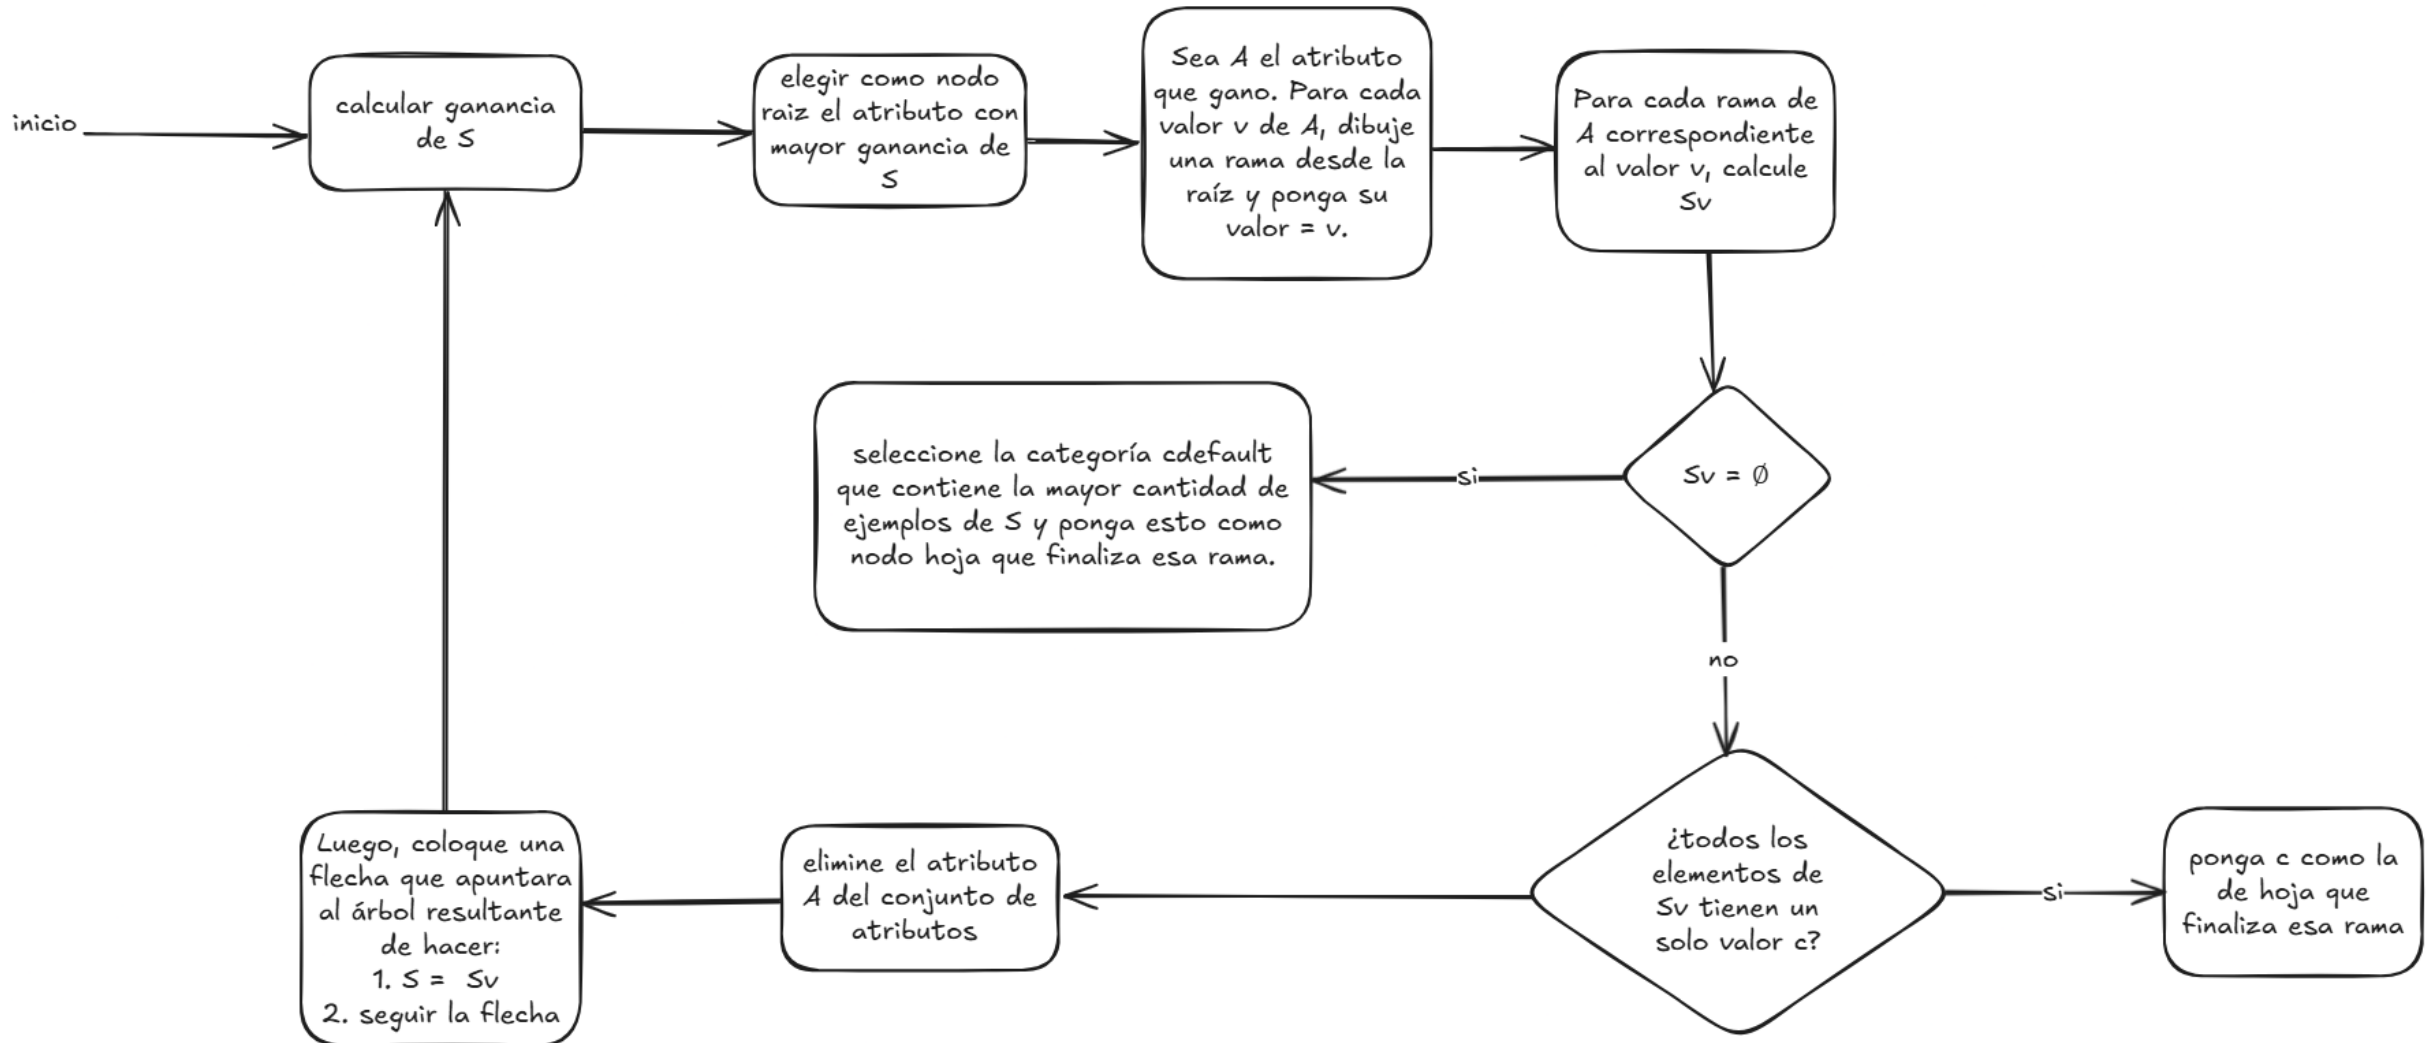 inicio
calcular ganancia
de S
elegir como nodo
raiz el atributo con
mayor ganancia de
S
Sea A el atributo
que gano. Para cada
valor v de A, dibuje
una rama desde la
raíz y ponga su
valor = v.
Para cada rama de
A correspondiente
al valor v, calcule
Sv
Sv = Ø
si
seleccione la categoría cdefault
que contiene la mayor cantidad de
ejemplos de S y ponga esto como
nodo hoja que finaliza esa rama.
no
¿todos los
elementos de
Sv tienen un
solo valor c?
si
ponga c como la
de hoja que
finaliza esa rama
elimine el atributo
A del conjunto de
atributos
Luego, coloque una
flecha que apuntara
al árbol resultante
de hacer:
1. S = Sv
2. seguir la flecha